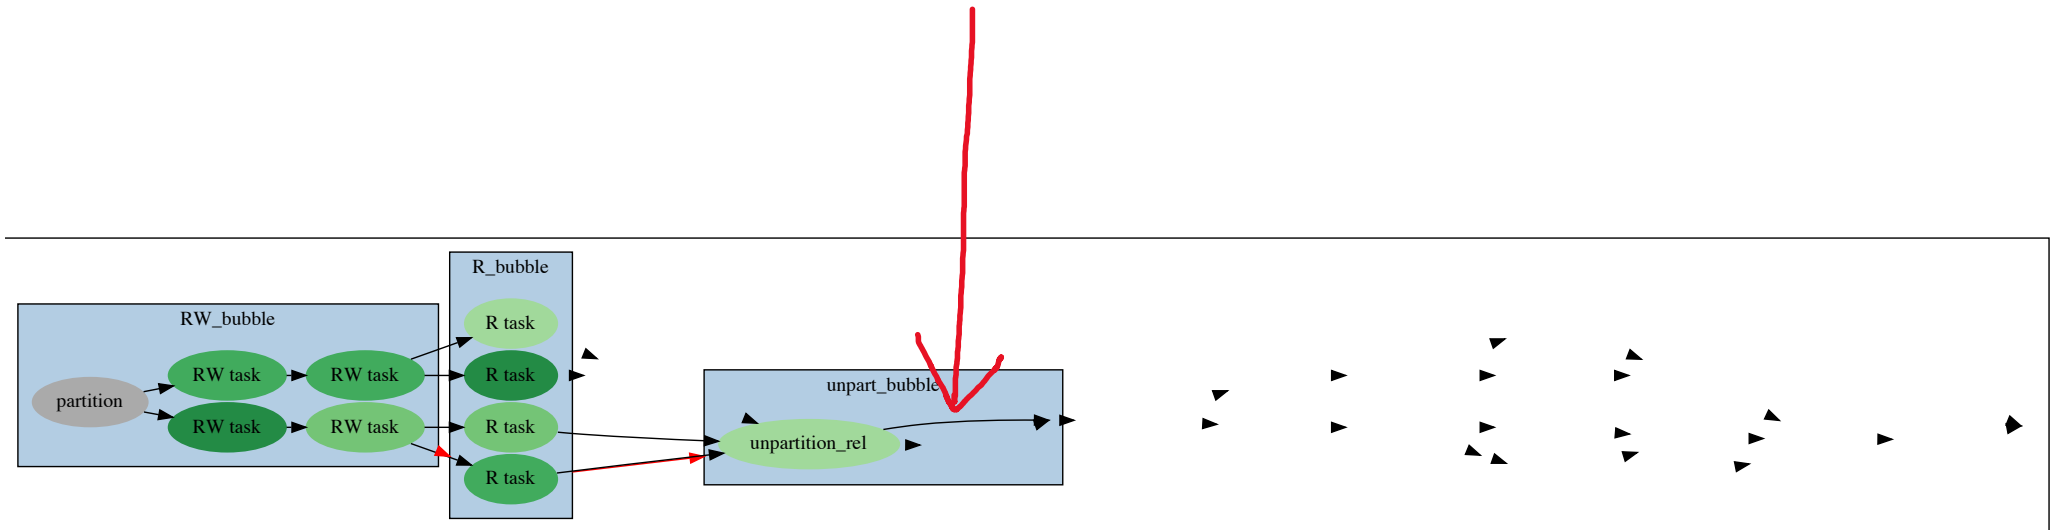 R_bubble
RW_bubble
unpart_bubble
partition
RW task
RW task
RW task
RW task
R task
R task
R task
R task
unpartition_rel